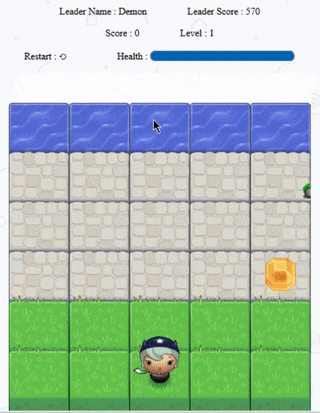 Leader Name : Demon Leader Score : 570
Score : 0 Level : 1
Restart : ⟲ Health :